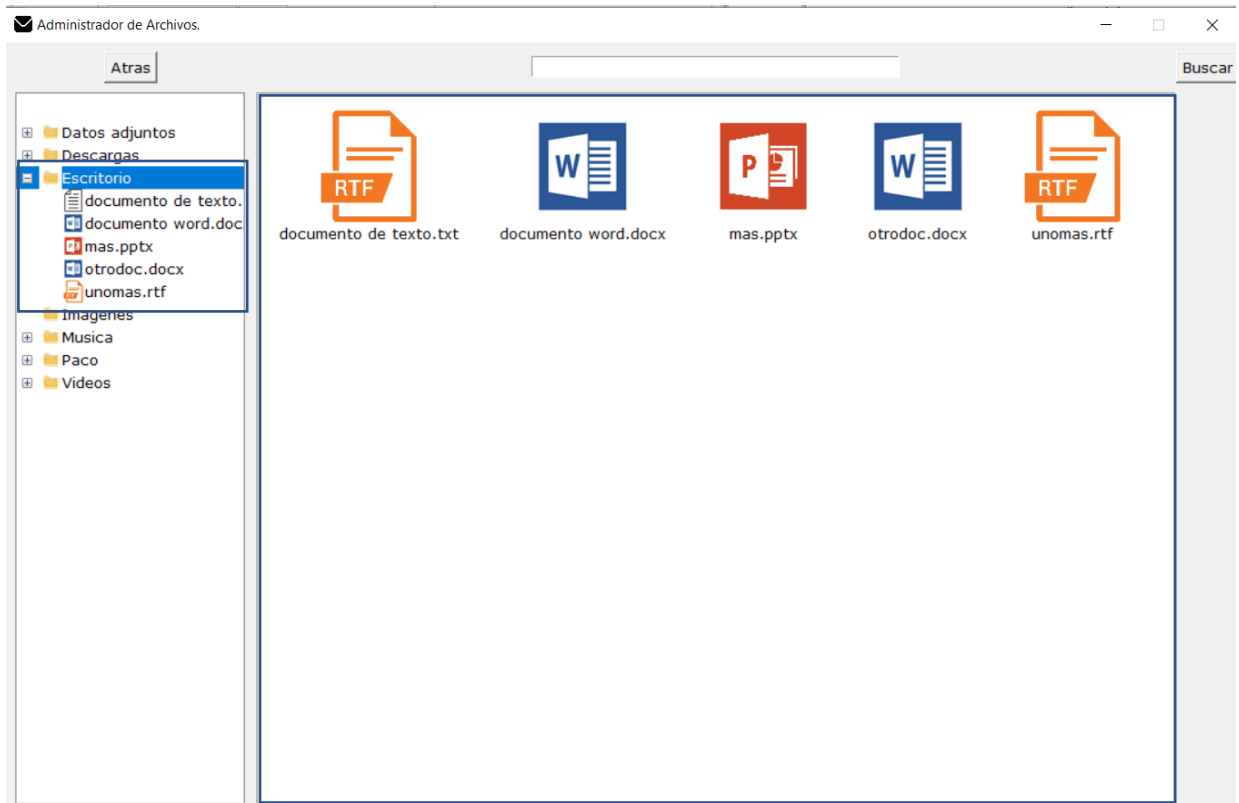 Administrador de Archivos.
Atras
Buscar
Datos adjuntos
Descargas
Escritorio
documento de texto.
documento word.doc
mas.pptx
otrodoc.docx
RTF unomas.rtf
Imagenes
Musica
Paco
Videos
RTF W P W RTF
documento de texto.txt documento word.docx mas.pptx otrodoc.docx unomas.rtf